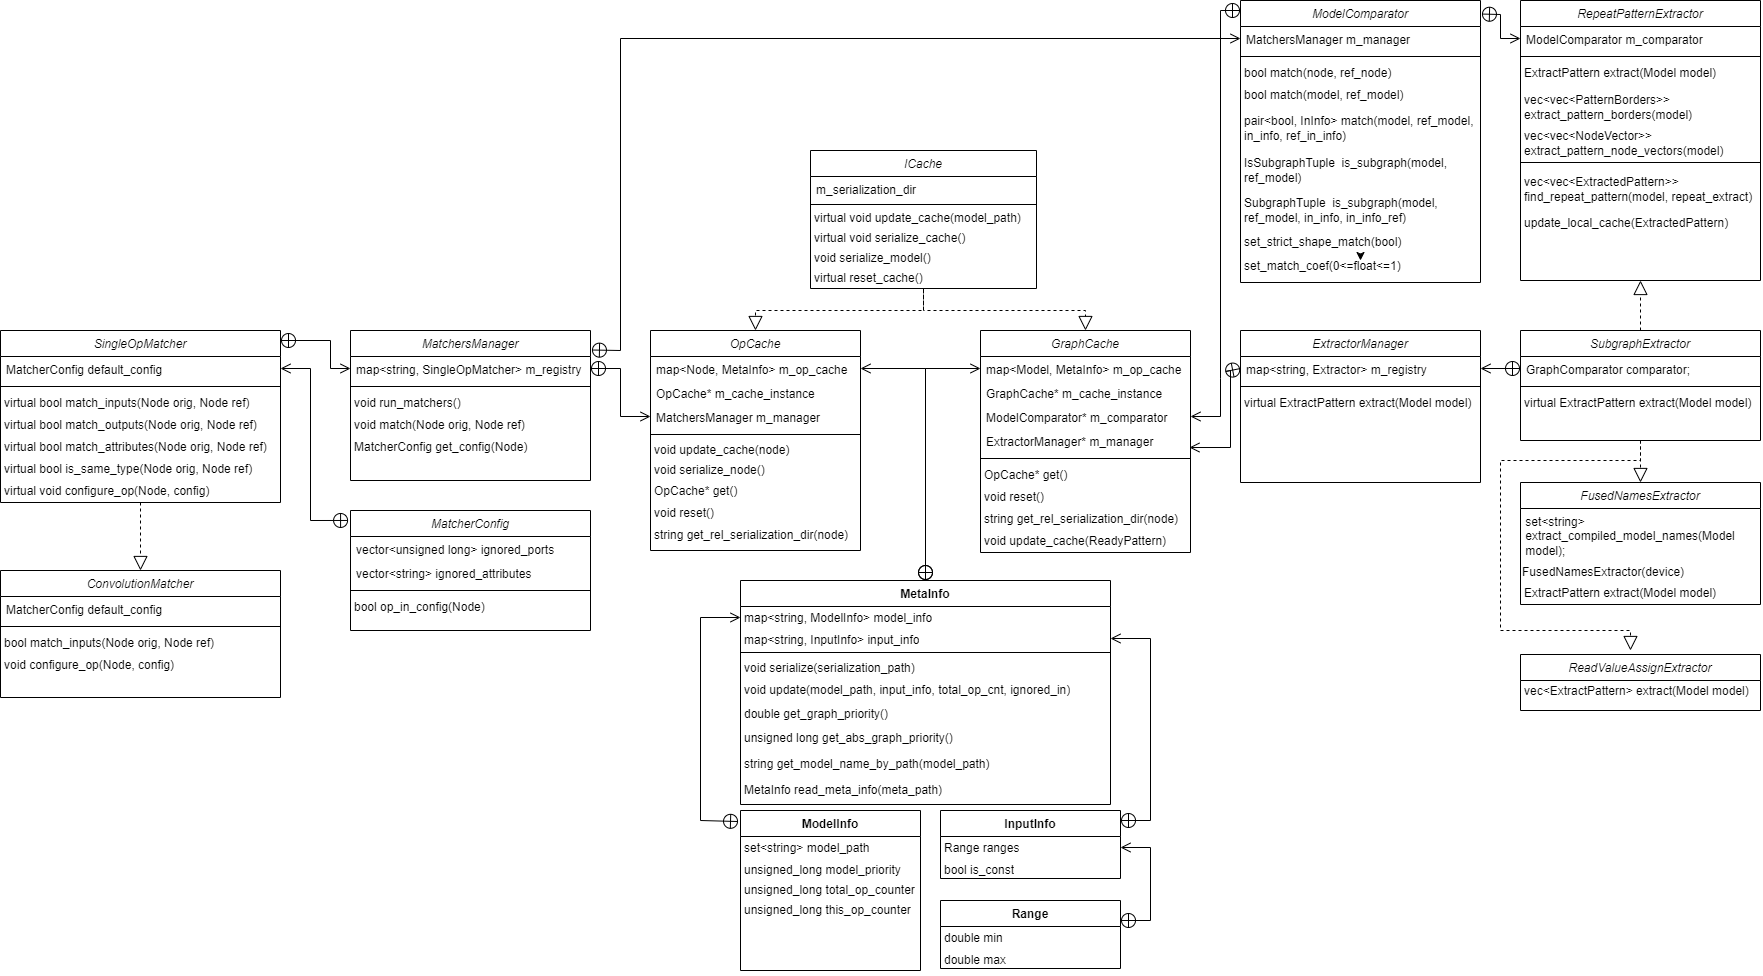 ModelComparator
MatchersManager m_manager
bool match(node, ref_node)
bool match(model, ref_model)
pair<bool, InInfo> match(model, ref_model,
in_info, ref_in_info)
IsSubgraphTuple  is_subgraph(model,
ref_model)
SubgraphTuple  is_subgraph(model,
ref_model, in_info, in_info_ref)
set_strict_shape_match(bool)
set_match_coef(0<=float<=1)
RepeatPatternExtractor
ModelComparator m_comparator
ExtractPattern extract(Model model)
vec<vec<PatternBorders>>
extract_pattern_borders(model)
vec<vec<NodeVector>>
extract_pattern_node_vectors(model)
vec<vec<ExtractedPattern>>
find_repeat_pattern(model, repeat_extract)
update_local_cache(ExtractedPattern)
ICache
m_serialization_dir
virtual void update_cache(model_path)
virtual void serialize_cache()
void serialize_model()
virtual reset_cache()
SingleOpMatcher
MatcherConfig default_config
virtual bool match_inputs(Node orig, Node ref)
virtual bool match_outputs(Node orig, Node ref)
virtual bool match_attributes(Node orig, Node ref)
virtual bool is_same_type(Node orig, Node ref)
virtual void configure_op(Node, config)
MatchersManager
map<string, SingleOpMatcher> m_registry
void run_matchers()
void match(Node orig, Node ref)
MatcherConfig get_config(Node)
OpCache
map<Node, MetaInfo> m_op_cache
OpCache* m_cache_instance
MatchersManager m_manager
void update_cache(node)
void serialize_node()
OpCache* get()
void reset()
string get_rel_serialization_dir(node)
GraphCache
map<Model, MetaInfo> m_op_cache
GraphCache* m_cache_instance
ModelComparator* m_comparator
ExtractorManager* m_manager
OpCache* get()
void reset()
string get_rel_serialization_dir(node)
void update_cache(ReadyPattern)
ExtractorManager
map<string, Extractor> m_registry
virtual ExtractPattern extract(Model model)
SubgraphExtractor
GraphComparator comparator;
virtual ExtractPattern extract(Model model)
MatcherConfig
vector<unsigned long> ignored_ports
vector<string> ignored_attributes
bool op_in_config(Node)
FusedNamesExtractor
set<string>
extract_compiled_model_names(Model
model);
FusedNamesExtractor(device)
ExtractPattern extract(Model model)
ConvolutionMatcher
MatcherConfig default_config
bool match_inputs(Node orig, Node ref)
void configure_op(Node, config)
MetaInfo
map<string, ModelInfo> model_info
map<string, InputInfo> input_info
void serialize(serialization_path)
void update(model_path, input_info, total_op_cnt, ignored_in)
double get_graph_priority()
unsigned long get_abs_graph_priority()
string get_model_name_by_path(model_path)
MetaInfo read_meta_info(meta_path)
ReadValueAssignExtractor
vec<ExtractPattern> extract(Model model)
ModelInfo
set<string> model_path
unsigned_long model_priority
unsigned_long total_op_counter
unsigned_long this_op_counter
InputInfo
Range ranges
bool is_const
Range
double min
double max